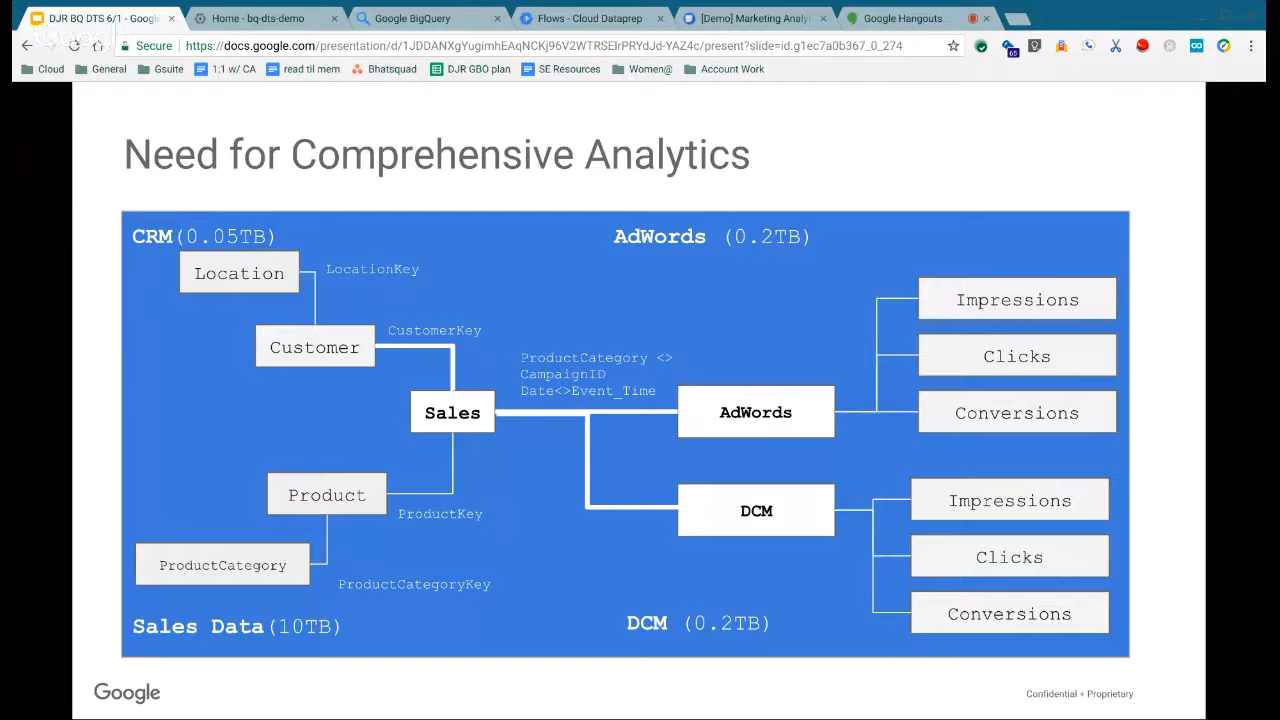 DJR BQ DTS 6/1 - Google
Home - bq-dts-demo
Google BigQuery
Flows - Cloud Dataprep
[Demo] Marketing Analyt
Google Hangouts
Secure
https://docs.google.com/presentation/d/1JDDANXgYugimhEAqNCKj96V2WTRSElrPRYdJd-YAZ4c/present?slide=id.g1ec7a0b367_0_274
65
Cloud
General
Gsuite
1:1 w/ CA
read til mem
Bhatsquad
DJR GBO plan
SE Resources
Women@
Account Work
Need for Comprehensive Analytics
CRM(0.05TB)
AdWords (0.2TB)
Location
LocationKey
Impressions
Customer
CustomerKey
Clicks
ProductCategory <>
CampaignID
Date<>Event_Time
Sales
AdWords
Conversions
Product
ProductKey
DCM
Impressions
Clicks
ProductCategory
ProductCategoryKey
Conversions
Sales Data(10TB)
DCM (0.2TB)
Google
Confidential + Proprietary